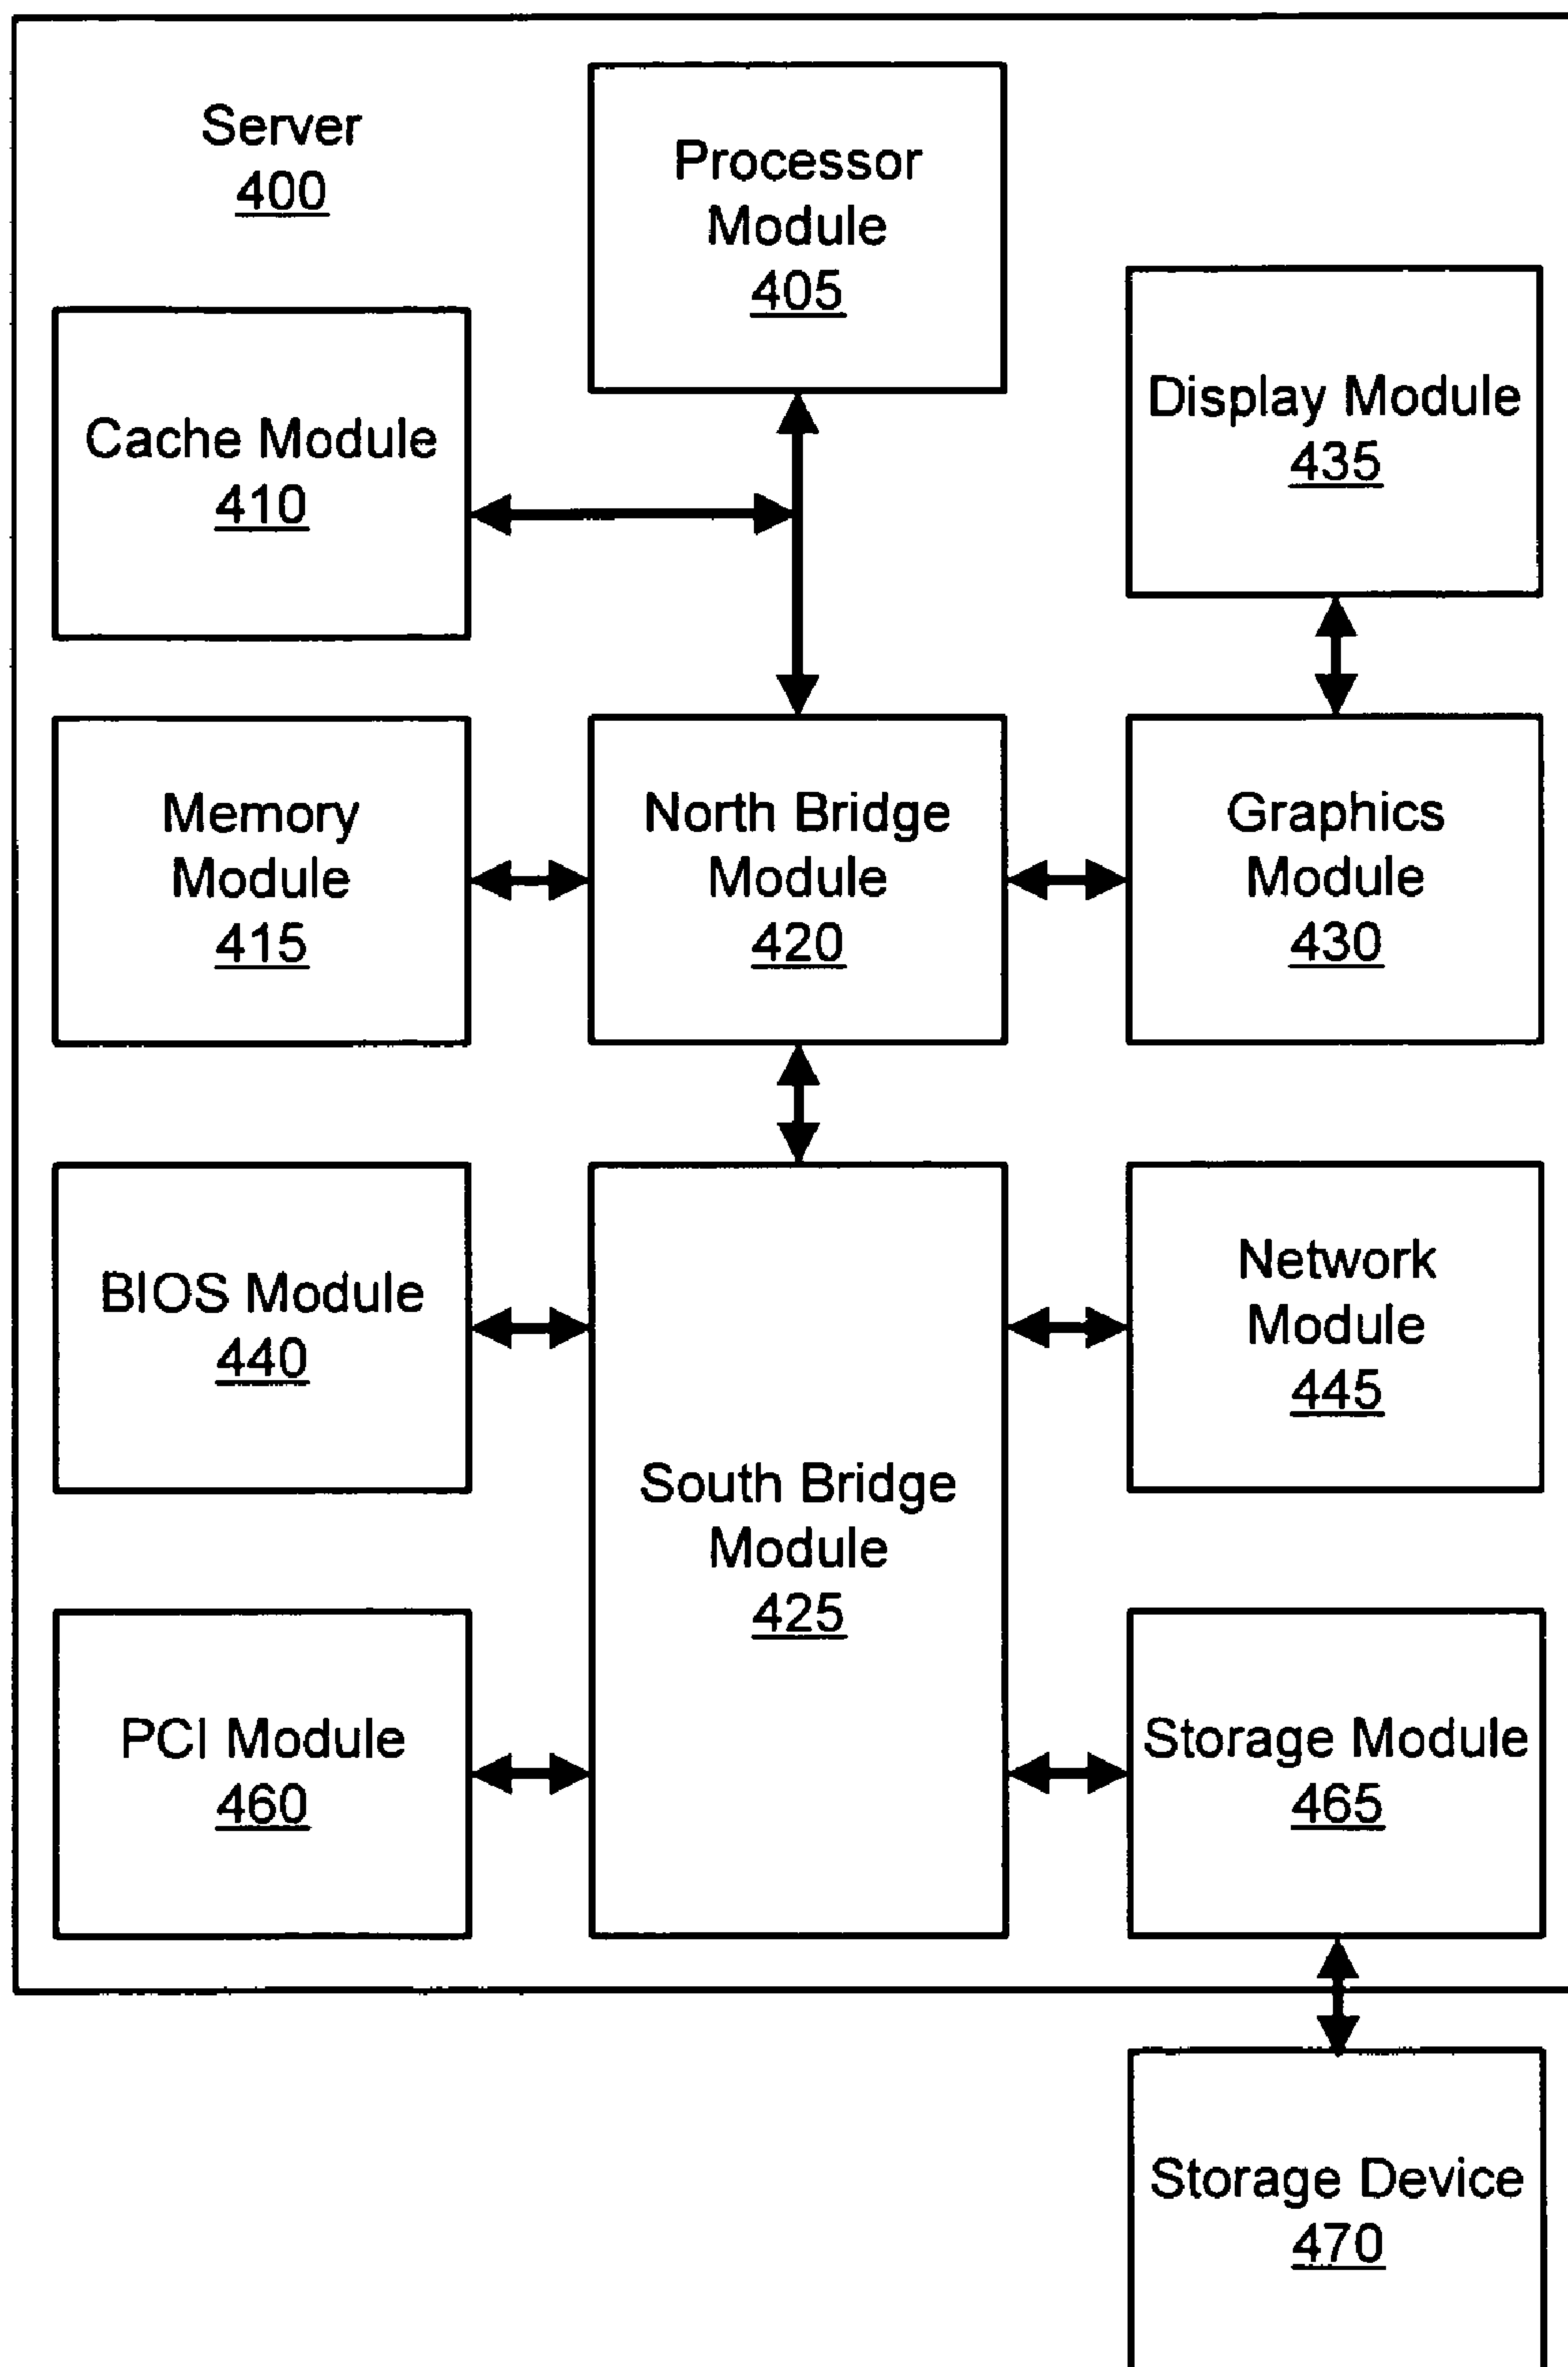 Server
400
Processor
Module
405
Cache Module
410
Display Module
435
Memory
Module
415
North Bridge
Module
420
Graphics
Module
430
BIOS Module
440
South Bridge
Module
425
Network
Module
445
PCI Module
460
Storage Module
465
Storage Device
470